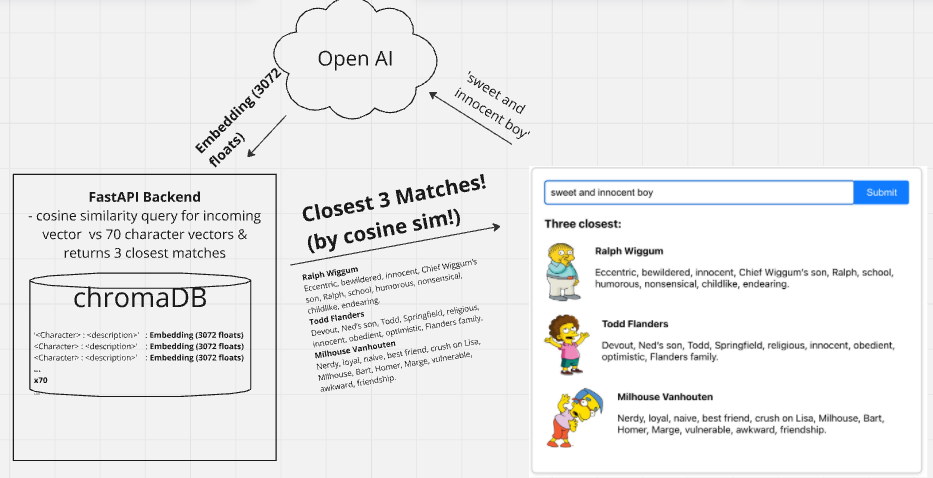 Open AI
Embedding (3072
floats)
'sweet and
innocent boy'
FastAPI Backend
- cosine similarity query for incoming
vector vs 70 character vectors &
returns 3 closest matches
chromaDB
'<Character> : <description>' : Embedding (3072 floats)
<Character> : <description>' : Embedding (3072 floats)
<Character> : <description>' : Embedding (3072 floats)
...
x70
...
Closest 3 Matches!
(by cosine sim!)
Ralph Wiggum
Eccentric, bewildered, innocent, Chief Wiggum's
son, Ralph, school, humorous, nonsensical,
childlike, endearing.
Todd Flanders
Devout, Ned's son, Todd, Springfield, religious,
innocent, obedient, optimistic, Flanders family.
Milhouse Vanhouten
Nerdy, loyal, naive, best friend, crush on Lisa,
Milhouse, Bart, Homer, Marge, vulnerable,
awkward, friendship.
sweet and innocent boy
Submit
Three closest:
Ralph Wiggum
Eccentric, bewildered, innocent, Chief Wiggum's son, Ralph, school,
humorous, nonsensical, childlike, endearing.
Todd Flanders
Devout, Ned's son, Todd, Springfield, religious, innocent, obedient,
optimistic, Flanders family.
Milhouse Vanhouten
Nerdy, loyal, naive, best friend, crush on Lisa, Milhouse, Bart,
Homer, Marge, vulnerable, awkward, friendship.